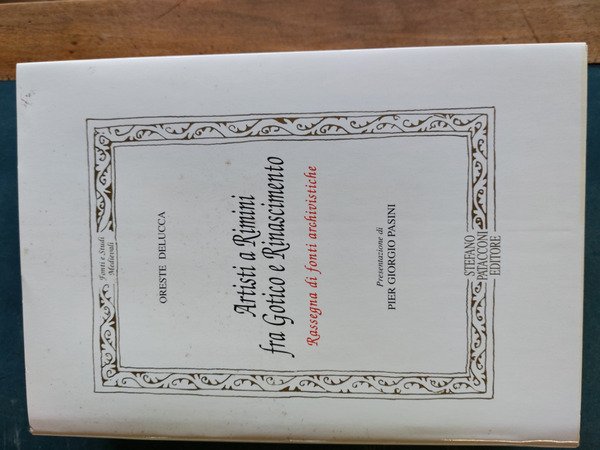 Fonti e Studi
Medievali
ORESTE DELUCCA
Artisti a Rimini
fra Gotico e Rinascimento
Rassegna di fonti archivistiche
Presentazione di
PIER GIORGIO PASINI
STEFANO
PATACCONI
EDITORE